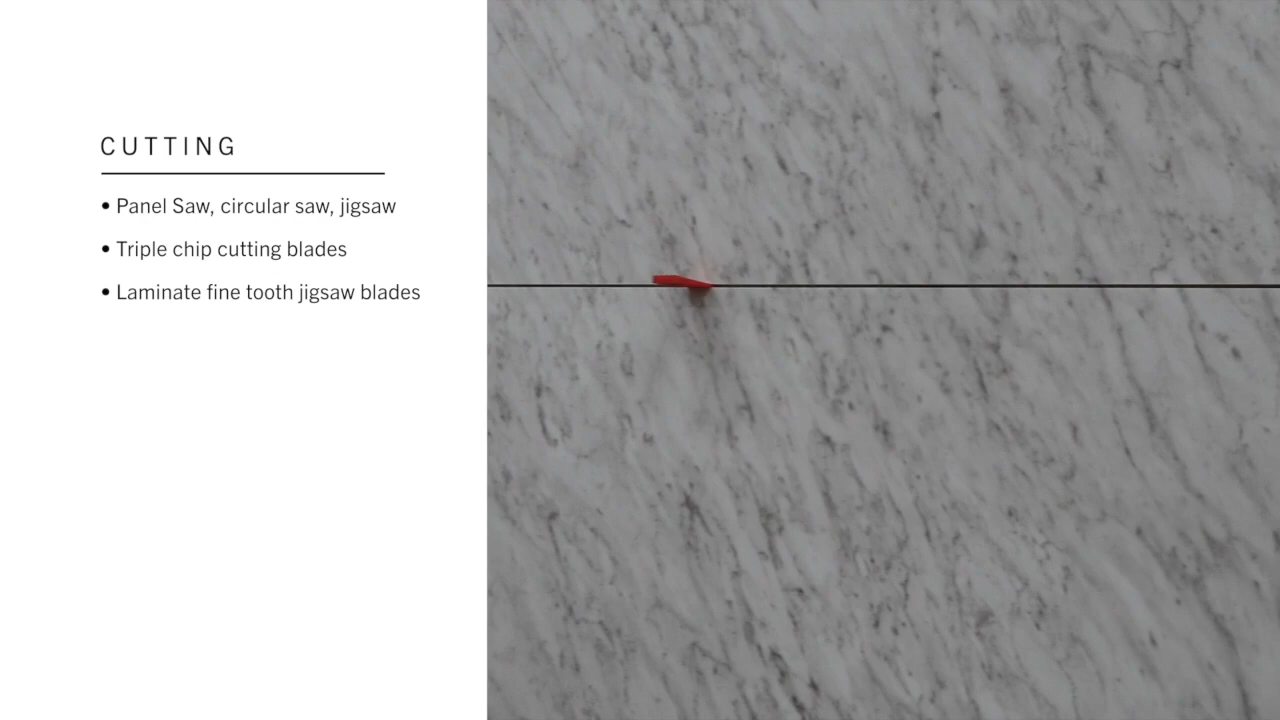 CUTTING
• Panel Saw, circular saw, jigsaw
• Triple chip cutting blades
• Laminate fine tooth jigsaw blades